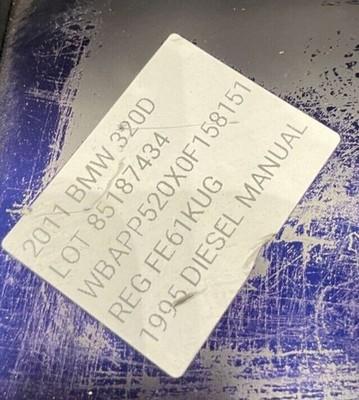 2011 BMW 320D
LOT 85187434
WBAPP520X0F158151
REG FE61KUG
1995 DIESEL MANUAL